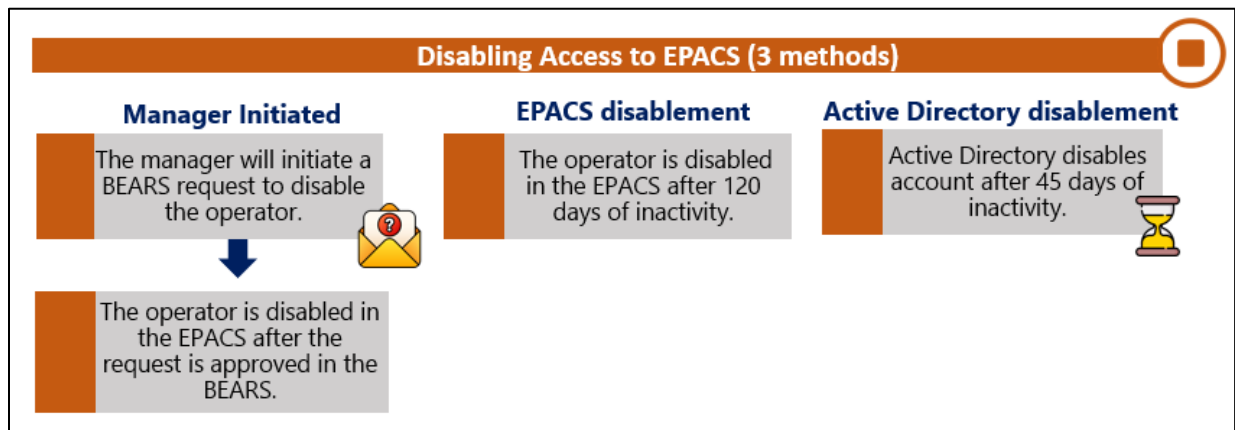 Disabling Access to EPACS (3 methods)
Manager Initiated
The manager will initiate a
BEARS request to disable
the operator.
?
The operator is disabled in
the EPACS after the
request is approved in the
BEARS.
EPACS disablement
The operator is disabled
in the EPACS after 120
days of inactivity.
Active Directory disablement
Active Directory disables
account after 45 days of
inactivity.